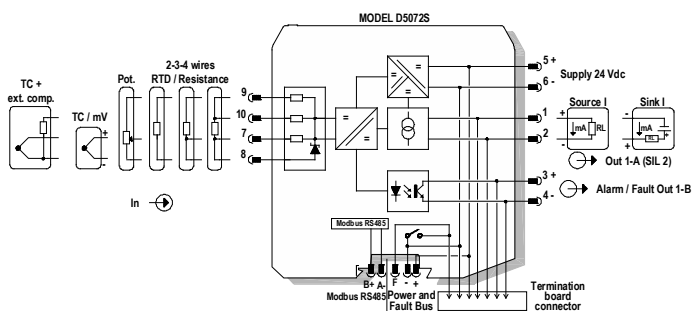 MODEL D5072S
TC +
ext. comp.
TC / mV
+
-
Pot.
2-3-4 wires
RTD / Resistance
9
10
7
8
In
5 +
6 -
Supply 24 Vdc
1
2
3 +
4 -
Source I
+
mA
RL
-
Sink I
-
mA
RL
+
Out 1-A (SIL 2)
Alarm / Fault Out 1-B
Modbus RS485
B+ A- F - +
Modbus RS485
Power and
Fault Bus
Termination
board
connector